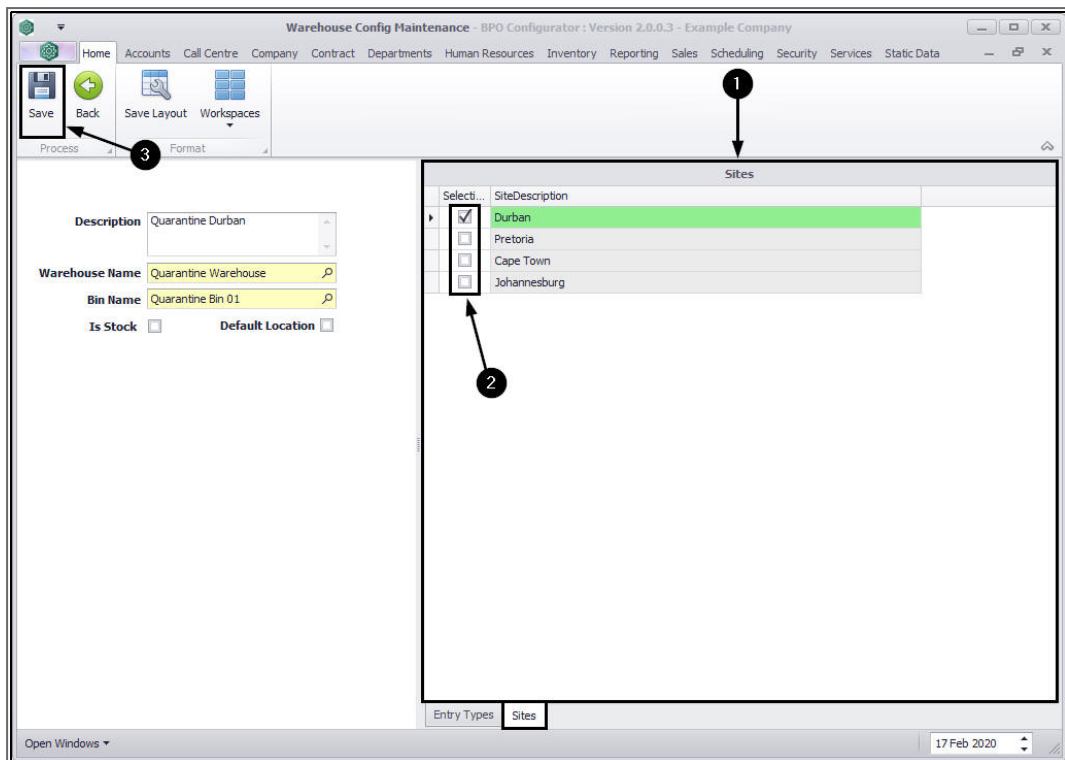 Warehouse Config Maintenance - BPO Configurator : Version 2.0.0.3 - Example Company
Home Accounts Call Centre Company Contract Departments Human Resources Inventory Reporting Sales Scheduling Security Services Static Data
Save Back Save Layout Workspaces
Process Format
1
3
Sites
Selecti... SiteDescription
Description Quarantine Durban
Durban
Pretoria
Warehouse Name Quarantine Warehouse
Cape Town
Bin Name Quarantine Bin 01
Johannesburg
Is Stock Default Location
2
Entry Types Sites
Open Windows 17 Feb 2020